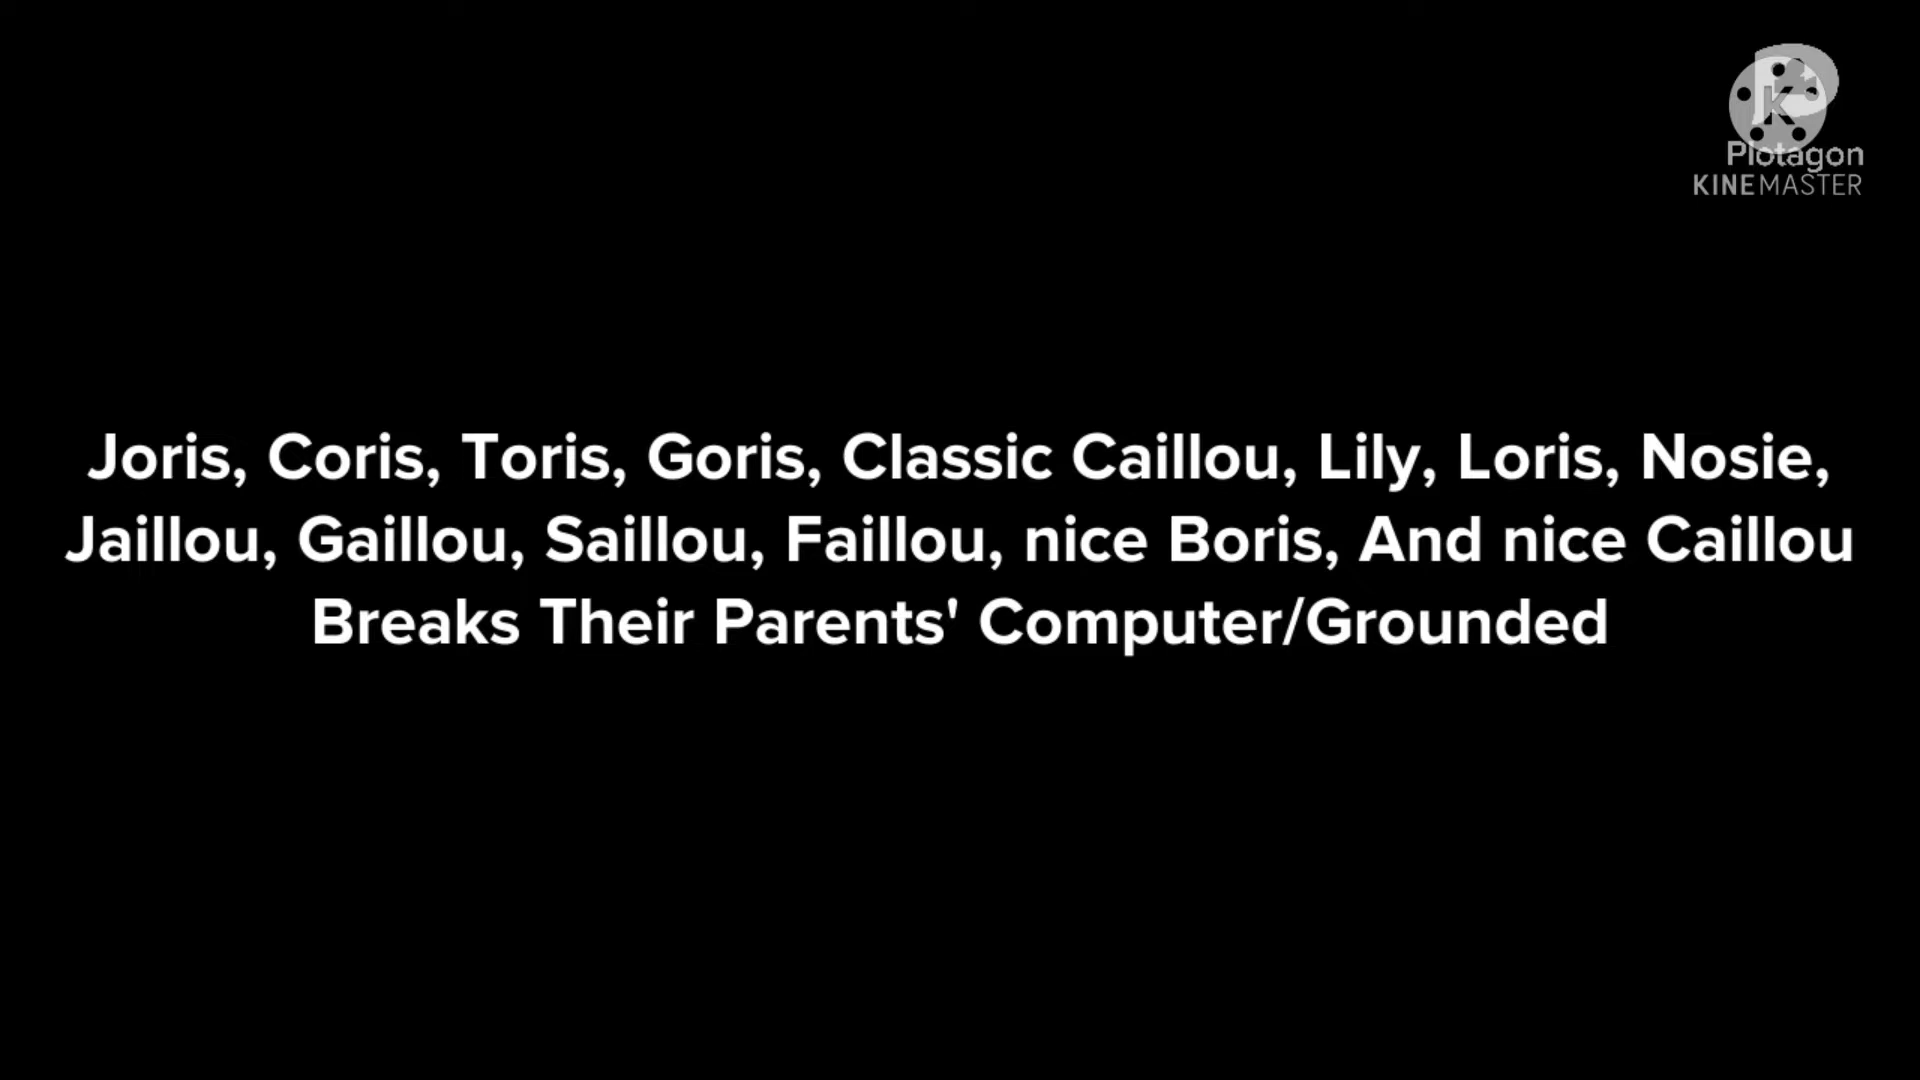 Plotagon
KINEMASTER
Joris, Coris, Toris, Goris, Classic Caillou, Lily, Loris, Nosie,
Jaillou, Gaillou, Saillou, Faillou, nice Boris, And nice Caillou
Breaks Their Parents' Computer/Grounded